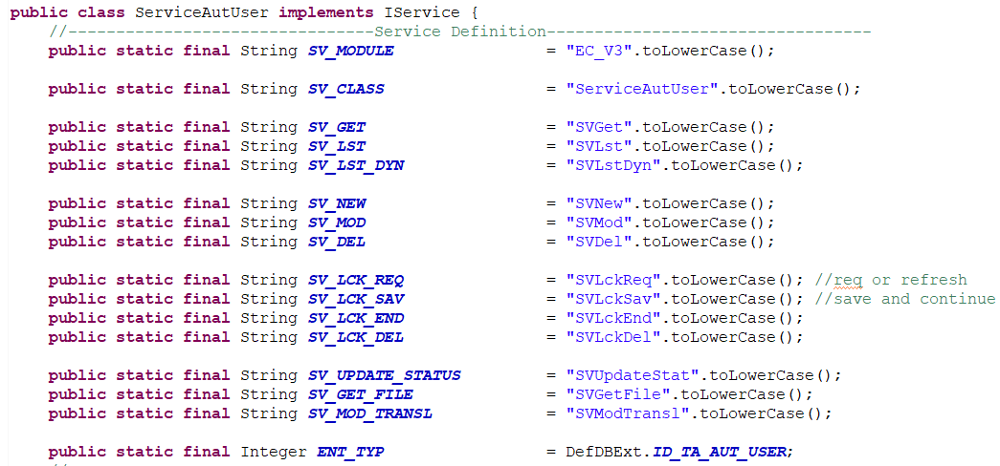 public class ServiceAutUser implements IService {
//--------------------------------Service Definition----------------------------------
public static final String SV_MODULE = "EC_V3".toLowerCase();
public static final String SV_CLASS = "ServiceAutUser".toLowerCase();
public static final String SV_GET = "SVGet".toLowerCase();
public static final String SV_LST = "SVLst".toLowerCase();
public static final String SV_LST_DYN = "SVLstDyn".toLowerCase();
public static final String SV_NEW = "SVNew".toLowerCase();
public static final String SV_MOD = "SVMod".toLowerCase();
public static final String SV_DEL = "SVDel".toLowerCase();
public static final String SV_LCK_REQ = "SVLckReq".toLowerCase(); //req or refresh
public static final String SV_LCK_SAV = "SVLckSav".toLowerCase(); //save and continue
public static final String SV_LCK_END = "SVLckEnd".toLowerCase();
public static final String SV_LCK_DEL = "SVLckDel".toLowerCase();
public static final String SV_UPDATE_STATUS = "SVUpdateStat".toLowerCase();
public static final String SV_GET_FILE = "SVGetFile".toLowerCase();
public static final String SV_MOD_TRANSL = "SVModTransl".toLowerCase();
public static final Integer ENT_TYP = DefDBExt.ID_TA_AUT_USER;